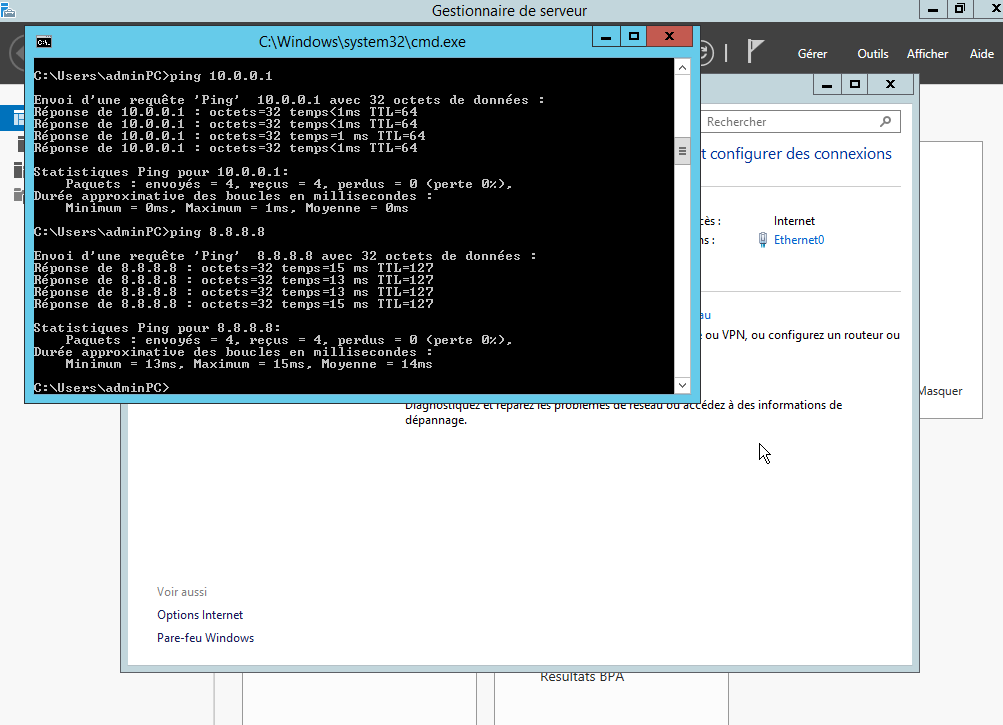 Gestionnaire de serveur
C:\Windows\system32\cmd.exe
Gérer Outils Afficher Aide
C:\Users\adminPC>ping 10.0.0.1
Envoi d'une requête 'Ping'  10.0.0.1 avec 32 octets de données :
Réponse de 10.0.0.1 : octets=32 temps<1ms TTL=64
Réponse de 10.0.0.1 : octets=32 temps<1ms TTL=64
Réponse de 10.0.0.1 : octets=32 temps=1 ms TTL=64
Réponse de 10.0.0.1 : octets=32 temps<1ms TTL=64
Statistiques Ping pour 10.0.0.1:
Paquets : envoyés = 4, reçus = 4, perdus = 0 (perte 0%),
Durée approximative des boucles en millisecondes :
Minimum = 0ms, Maximum = 1ms, Moyenne = 0ms
C:\Users\adminPC>ping 8.8.8.8
Envoi d'une requête 'Ping'  8.8.8.8 avec 32 octets de données :
Réponse de 8.8.8.8 : octets=32 temps=15 ms TTL=127
Réponse de 8.8.8.8 : octets=32 temps=13 ms TTL=127
Réponse de 8.8.8.8 : octets=32 temps=13 ms TTL=127
Réponse de 8.8.8.8 : octets=32 temps=15 ms TTL=127
Statistiques Ping pour 8.8.8.8:
Paquets : envoyés = 4, reçus = 4, perdus = 0 (perte 0%),
Durée approximative des boucles en millisecondes :
Minimum = 13ms, Maximum = 15ms, Moyenne = 14ms
C:\Users\adminPC>
Rechercher
t configurer des connexions
cès : Internet
ns : Ethernet0
au
e ou VPN, ou configurez un routeur ou
Masquer
Diagnostiquez et réparez les problèmes de réseau ou accédez à des informations de
dépannage.
Voir aussi
Options Internet
Pare-feu Windows
Résultats BPA